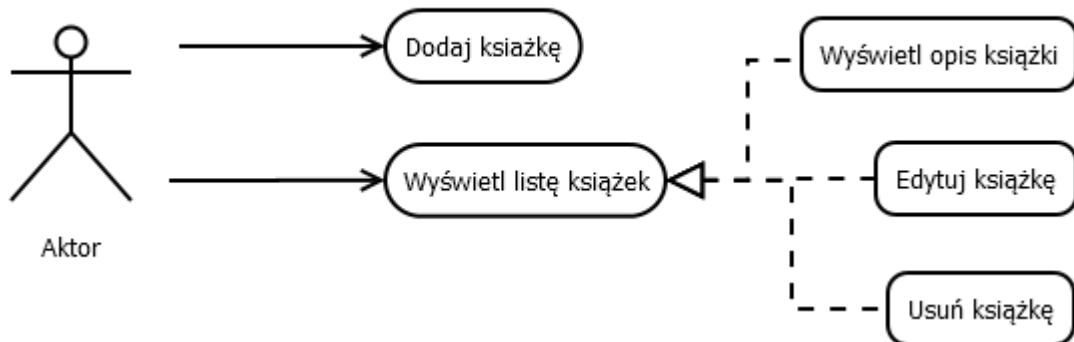 Dodaj ksiażkę
Wyświetl opis książki
Wyświetl listę książek
Edytuj książkę
Aktor
Usuń książkę